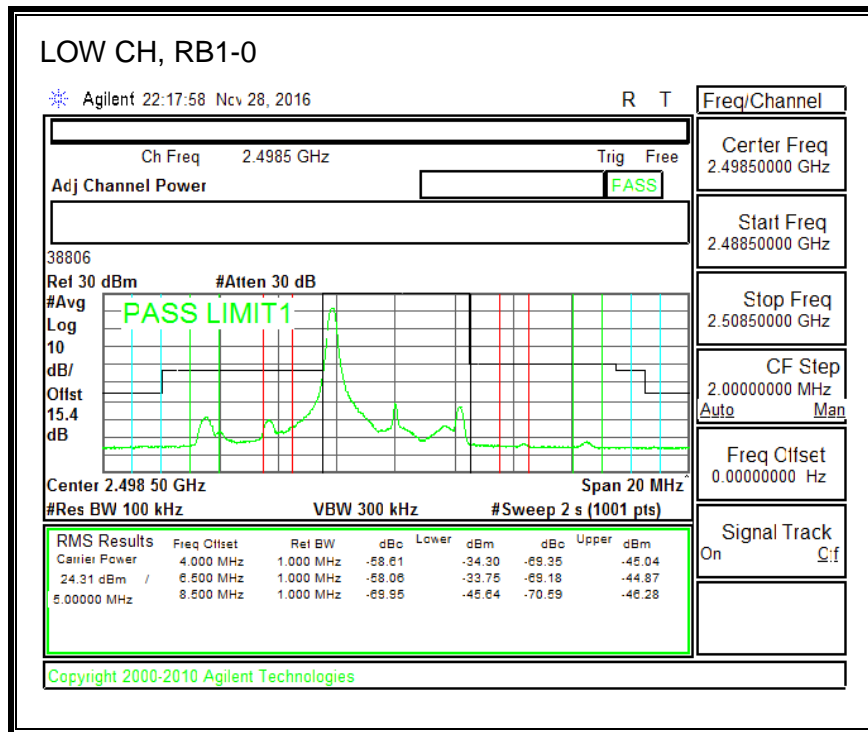 LOW CH, RB1-0
Agilent 22:17:58 Nov 28, 2016 R T
Freq/Channel
Ch Freq 2.4985 GHz Trig Free
Adj Channel Power PASS
Center Freq
2.49850000 GHz
Start Freq
2.48850000 GHz
Stop Freq
2.50850000 GHz
CF Step
2.00000000 MHz
Auto Man
Freq Offset
0.00000000 Hz
Signal Track
On Off
38806
Ref 30 dBm #Atten 30 dB
#Avg
Log
10
dB/
Offst
15.4
dB
PASS LIMIT1
Center 2.498 50 GHz Span 20 MHz^
#Res BW 100 kHz VBW 300 kHz #Sweep 2 s (1001 pts)
RMS Results Freq Offset Ref BW dBc Lower dBm dBc Upper dBm
Carrier Power 4.000 MHz 1.000 MHz -58.61 -34.30 -69.35 -45.04
24.31 dBm / 6.500 MHz 1.000 MHz -58.06 -33.75 -69.18 -44.87
5.00000 MHz 8.500 MHz 1.000 MHz -69.95 -45.64 -70.59 -46.28
Copyright 2000-2010 Agilent Technologies